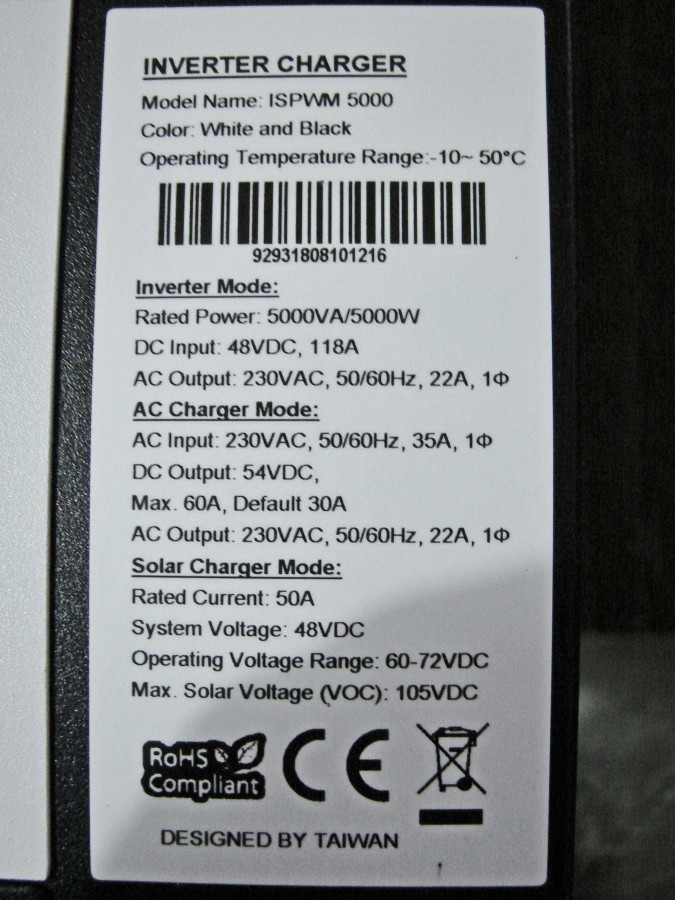 INVERTER CHARGER
Model Name: ISPWM 5000
Color: White and Black
Operating Temperature Range:-10~ 50°C
92931808101216
Inverter Mode:
Rated Power: 5000VA/5000W
DC Input: 48VDC, 118A
AC Output: 230VAC, 50/60Hz, 22A, 1Φ
AC Charger Mode:
AC Input: 230VAC, 50/60Hz, 35A, 1Φ
DC Output: 54VDC,
Max. 60A, Default 30A
AC Output: 230VAC, 50/60Hz, 22A, 1Φ
Solar Charger Mode:
Rated Current: 50A
System Voltage: 48VDC
Operating Voltage Range: 60-72VDC
Max. Solar Voltage (VOC): 105VDC
RoHS
Compliant
CE
DESIGNED BY TAIWAN